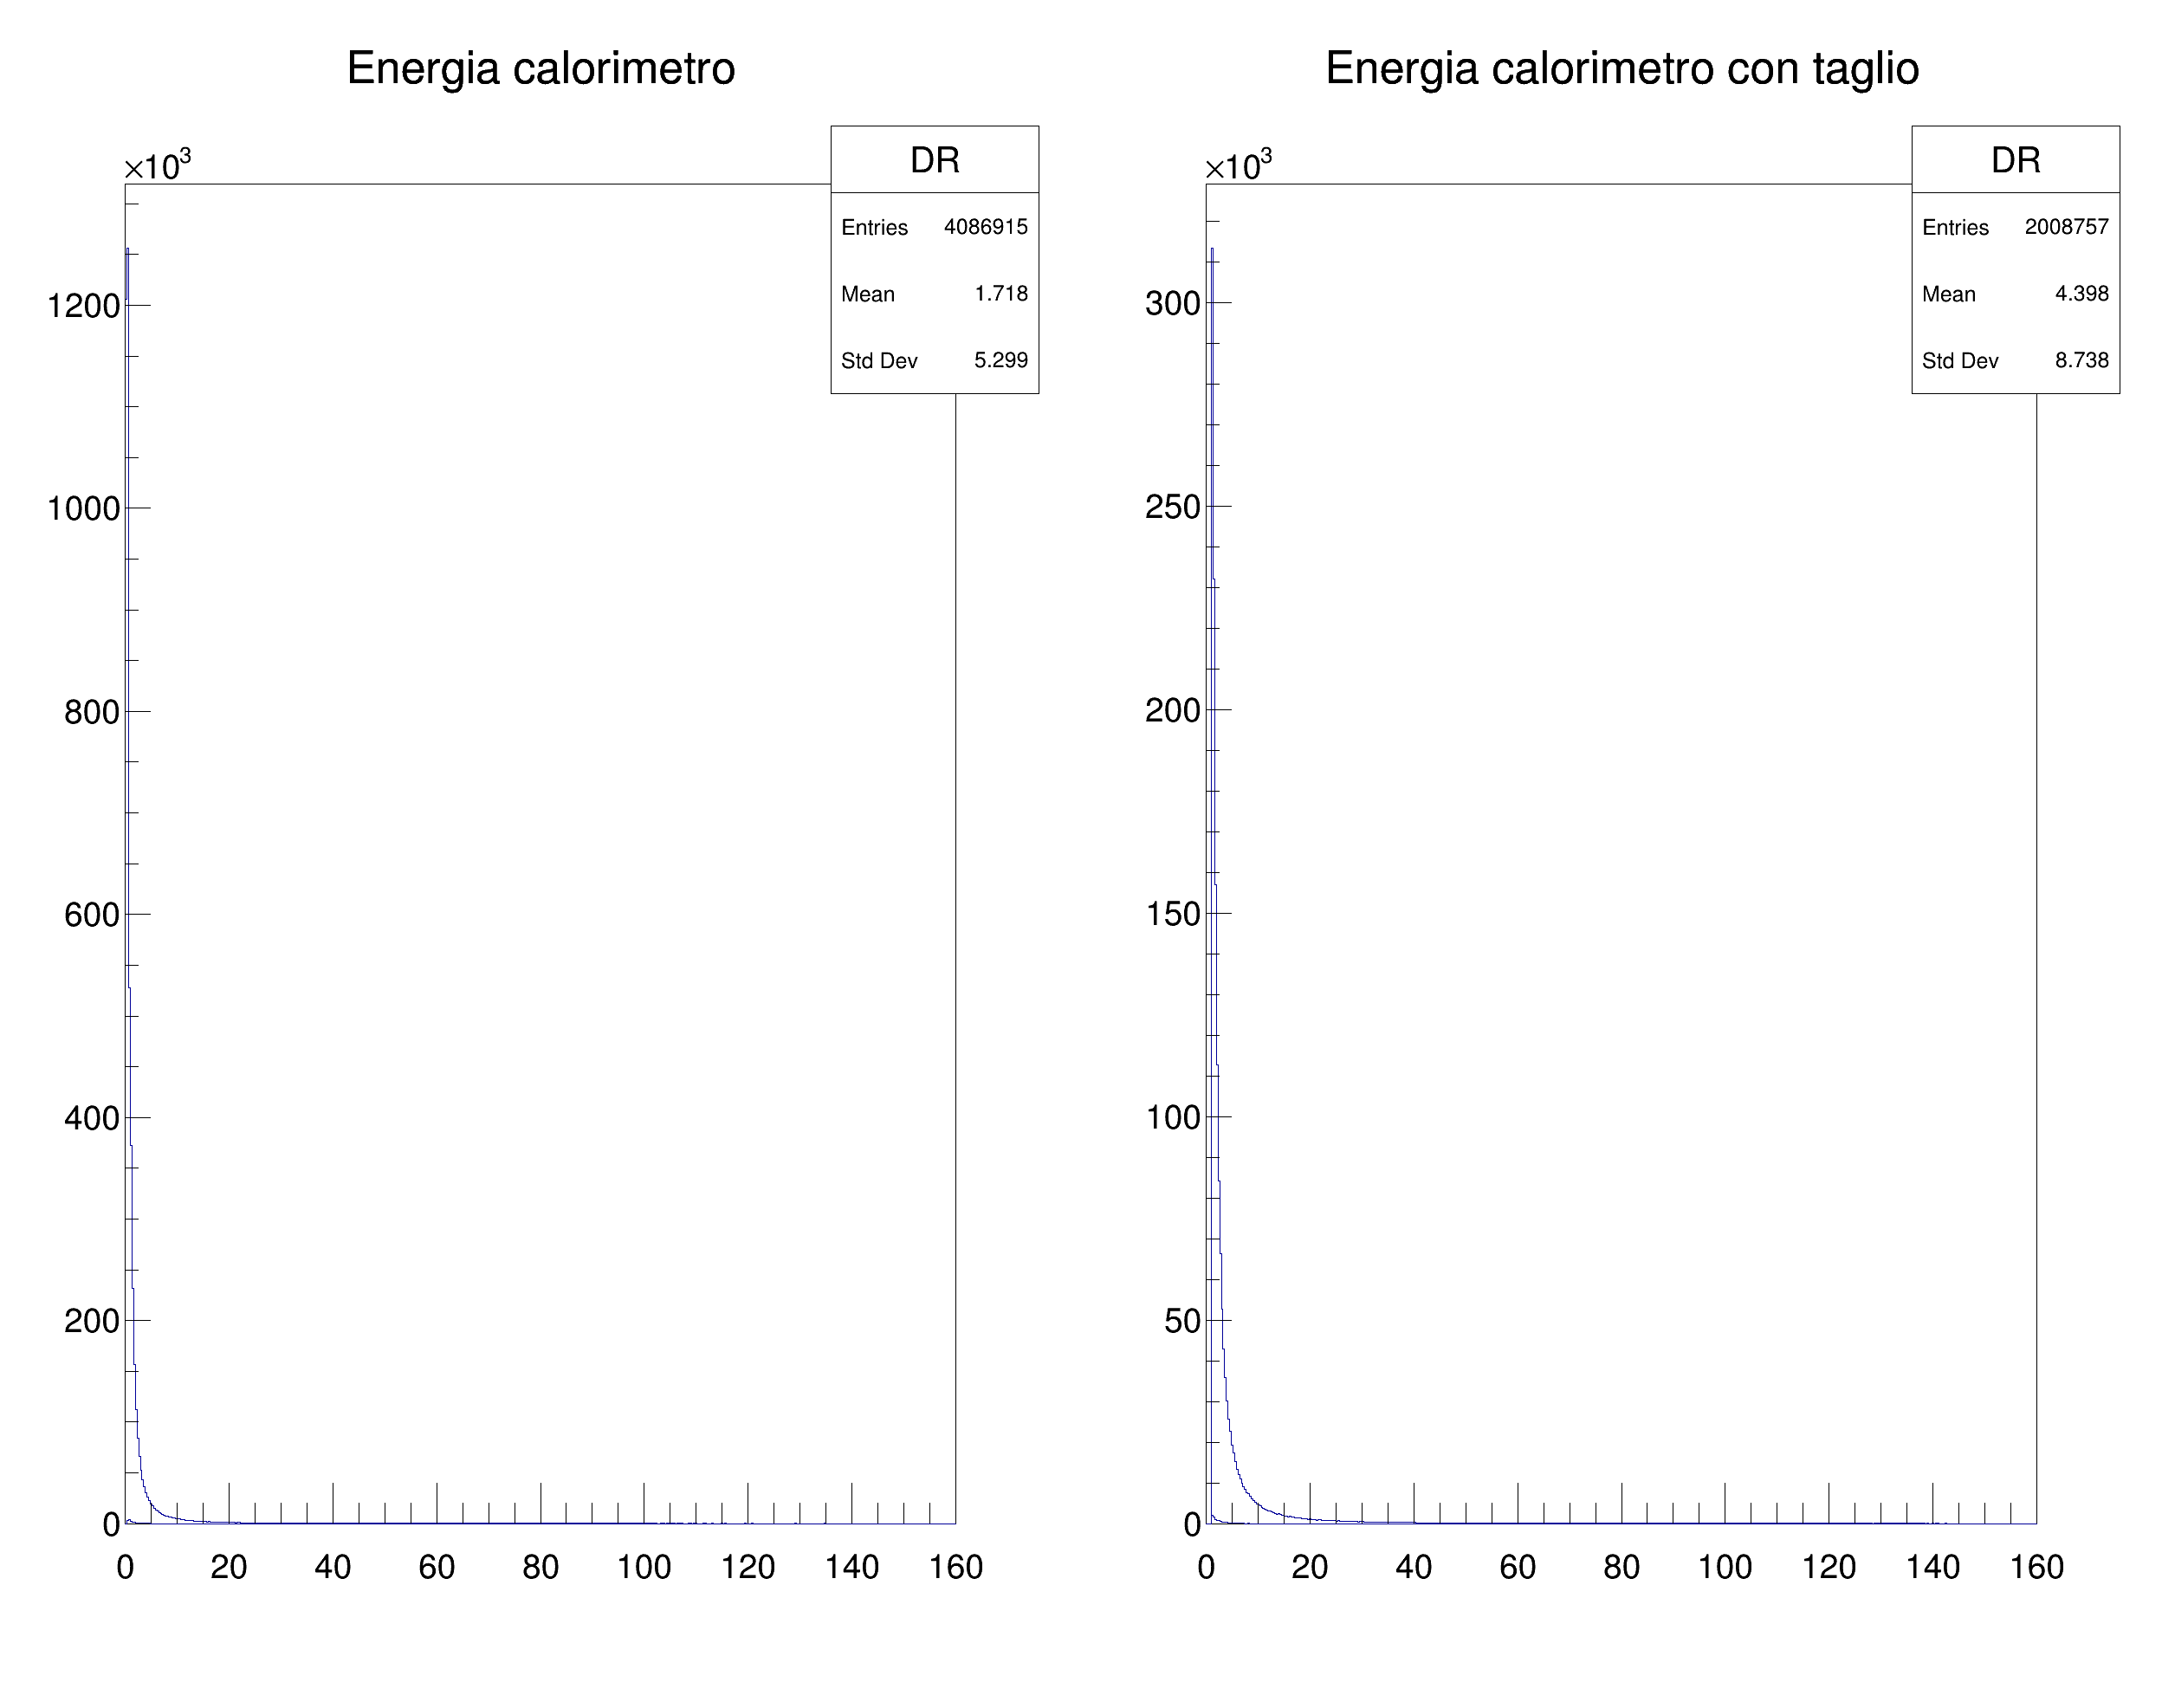 Energia calorimetro
×10³
DR
Entries 4086915
Mean 1.718
Std Dev 5.299
1200
1000
800
600
400
200
0
0 20 40 60 80 100 120 140 160
Energia calorimetro con taglio
×10³
DR
Entries 2008757
Mean 4.398
Std Dev 8.738
300
250
200
150
100
50
0
0 20 40 60 80 100 120 140 160